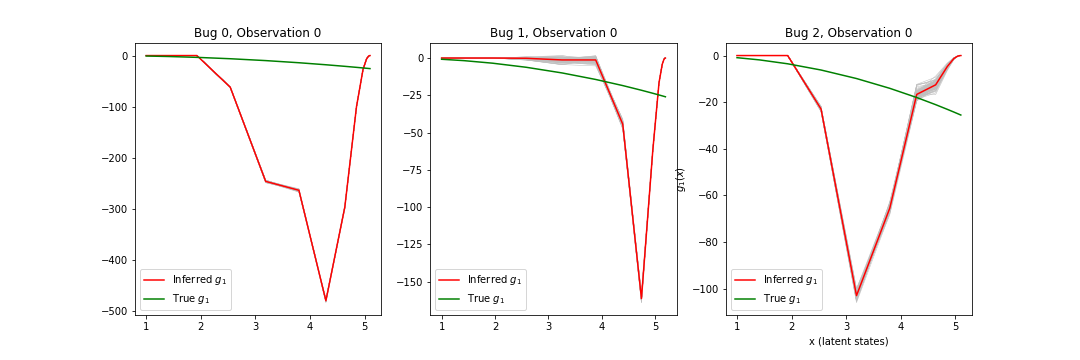 Bug 0, Observation 0
0
−100
−200
−300
−400
−500
1 2 3 4 5
Inferred g₁
True g₁
Bug 1, Observation 0
0
−25
−50
−75
−100
−125
−150
1 2 3 4 5
Inferred g₁
True g₁
Bug 2, Observation 0
g₁(x)
0
−20
−40
−60
−80
−100
1 2 3 4 5
x (latent states)
Inferred g₁
True g₁